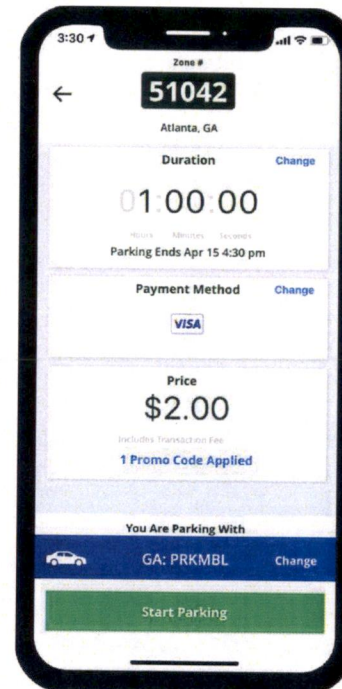 3:30
Zone #
51042
Atlanta, GA
Duration Change
01:00:00
Hours Minutes Seconds
Parking Ends Apr 15 4:30 pm
Payment Method Change
VISA
Price
$2.00
Includes Transaction Fee
1 Promo Code Applied
You Are Parking With
GA: PRKMBL Change
Start Parking